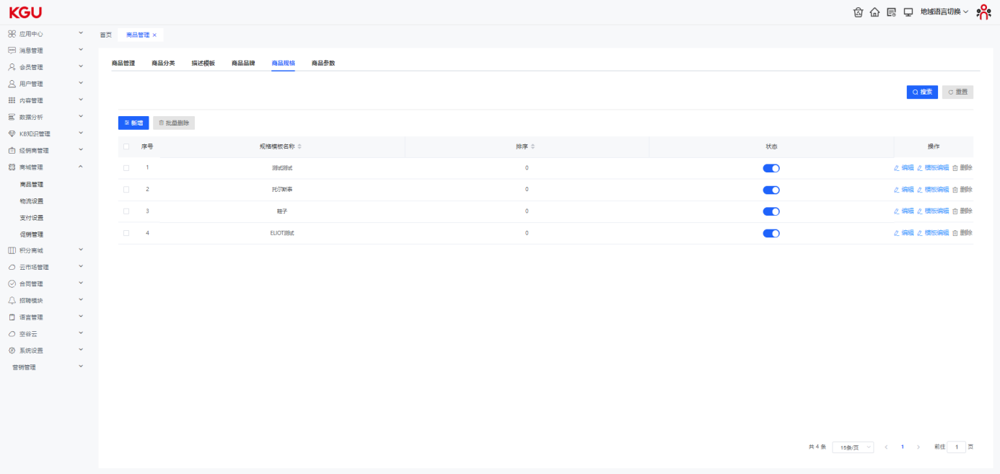 KGU
地域语言切换
应用中心
消息管理
会员管理
用户管理
内容管理
数据分析
KB知识管理
经销商管理
商城管理
商品管理
物流设置
支付设置
促销管理
积分商城
云市场管理
合同管理
招聘模块
语言管理
空谷云
系统设置
营销管理
首页 商品管理 ×
商品管理 商品分类 描述模板 商品品牌 商品规格 商品参数
搜索 重置
新增 批量删除
序号 规格模板名称 排序 状态 操作
1 测试测试 0 编辑 模板编辑 删除
2 托尔斯泰 0 编辑 模板编辑 删除
3 鞋子 0 编辑 模板编辑 删除
4 ELIOT测试 0 编辑 模板编辑 删除
共 4 条 15条/页 < 1 > 前往 1 页